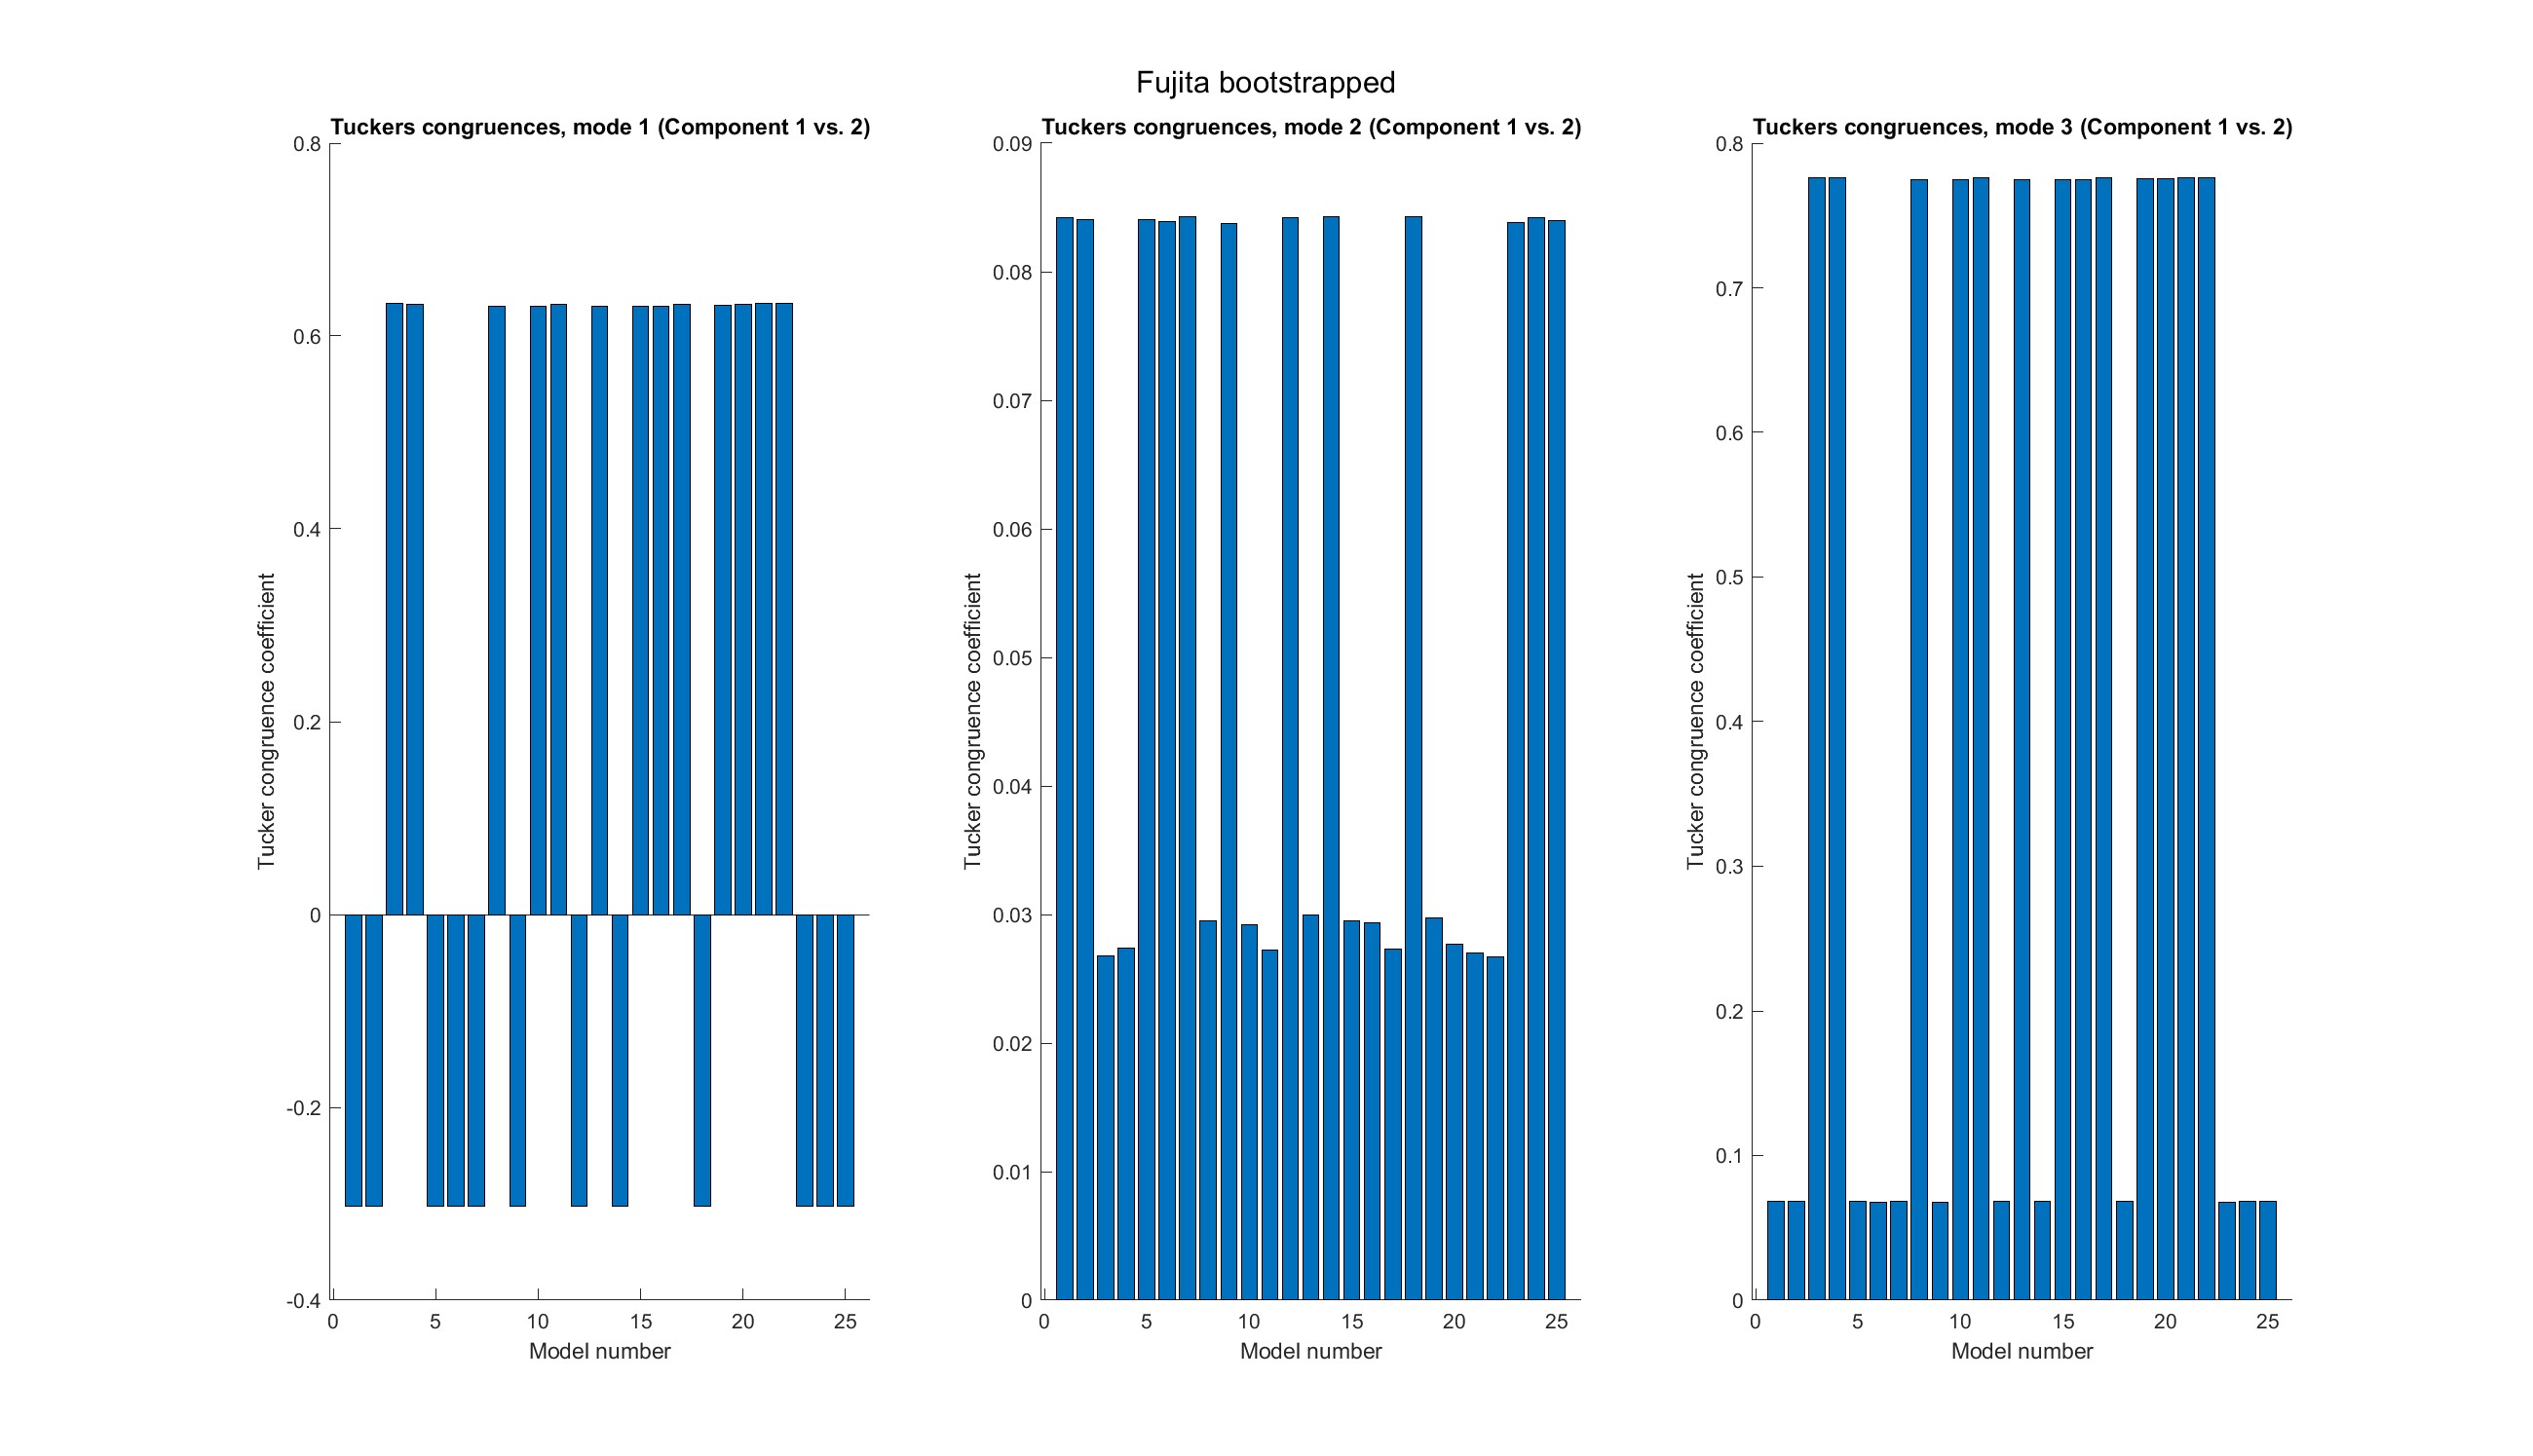 Fujita bootstrapped
Tuckers congruences, mode 1 (Component 1 vs. 2)
0.8
0.6
0.4
0.2
0
-0.2
-0.4
Tucker congruence coefficient
0 5 10 15 20 25
Model number
Tuckers congruences, mode 2 (Component 1 vs. 2)
0.09
0.08
0.07
0.06
0.05
0.04
0.03
0.02
0.01
0
Tucker congruence coefficient
0 5 10 15 20 25
Model number
Tuckers congruences, mode 3 (Component 1 vs. 2)
0.8
0.7
0.6
0.5
0.4
0.3
0.2
0.1
0
Tucker congruence coefficient
0 5 10 15 20 25
Model number